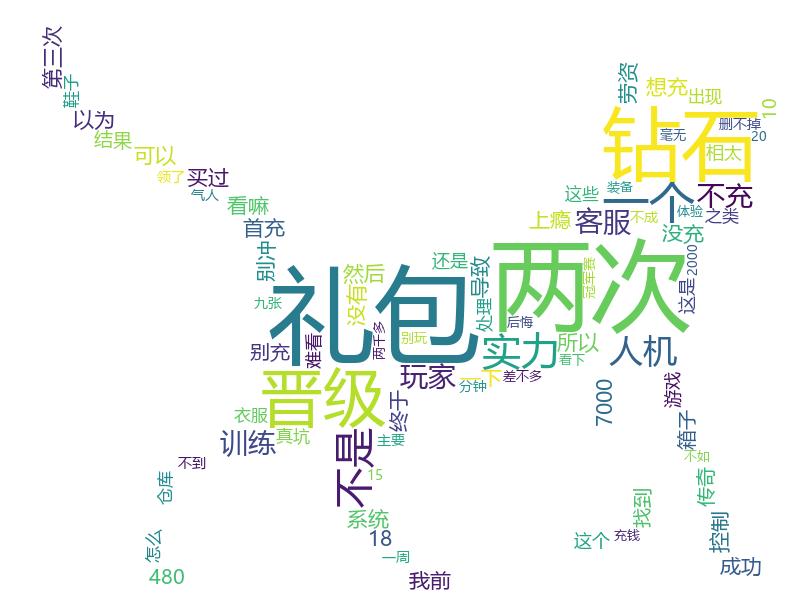 第三次
鞋子
以为
结果
可以
领了
买过
气人
看嘛
首充
别冲
九张
劳资
想充
出现
10
钻石
毫无
删不掉
20
相太
这些
装备
一个
不充
上瘾
客服
不成
体验
之类
没充
还是
两次
冠军赛
这是
2000
导致
处理
礼包
然后
没有
两千多
后悔
别玩
别充
难看
实力
所以
看下
人机
玩家
一下
分钟
差不多
晋级
终于
7000
游戏
衣服
真坑
训练
不是
主要
箱子
不到
15
不如
仓库
系统
传奇
找到
怎么
18
这个
充钱
控制
480
一周
我前
成功